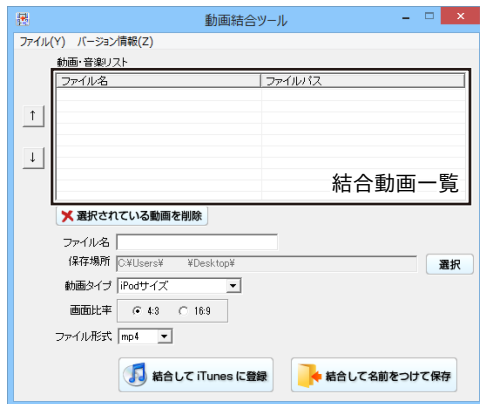 動画結合ツール
ファイル(Y) バージョン情報(Z)
動画・音楽リスト
ファイル名 ファイルパス
↑
↓
結合動画一覧
選択されている動画を削除
ファイル名
保存場所 C:¥Users¥ ¥Desktop¥ 選択
動画タイプ iPodサイズ
画面比率 4:3 16:9
ファイル形式 mp4
結合して iTunes に登録 結合して名前をつけて保存